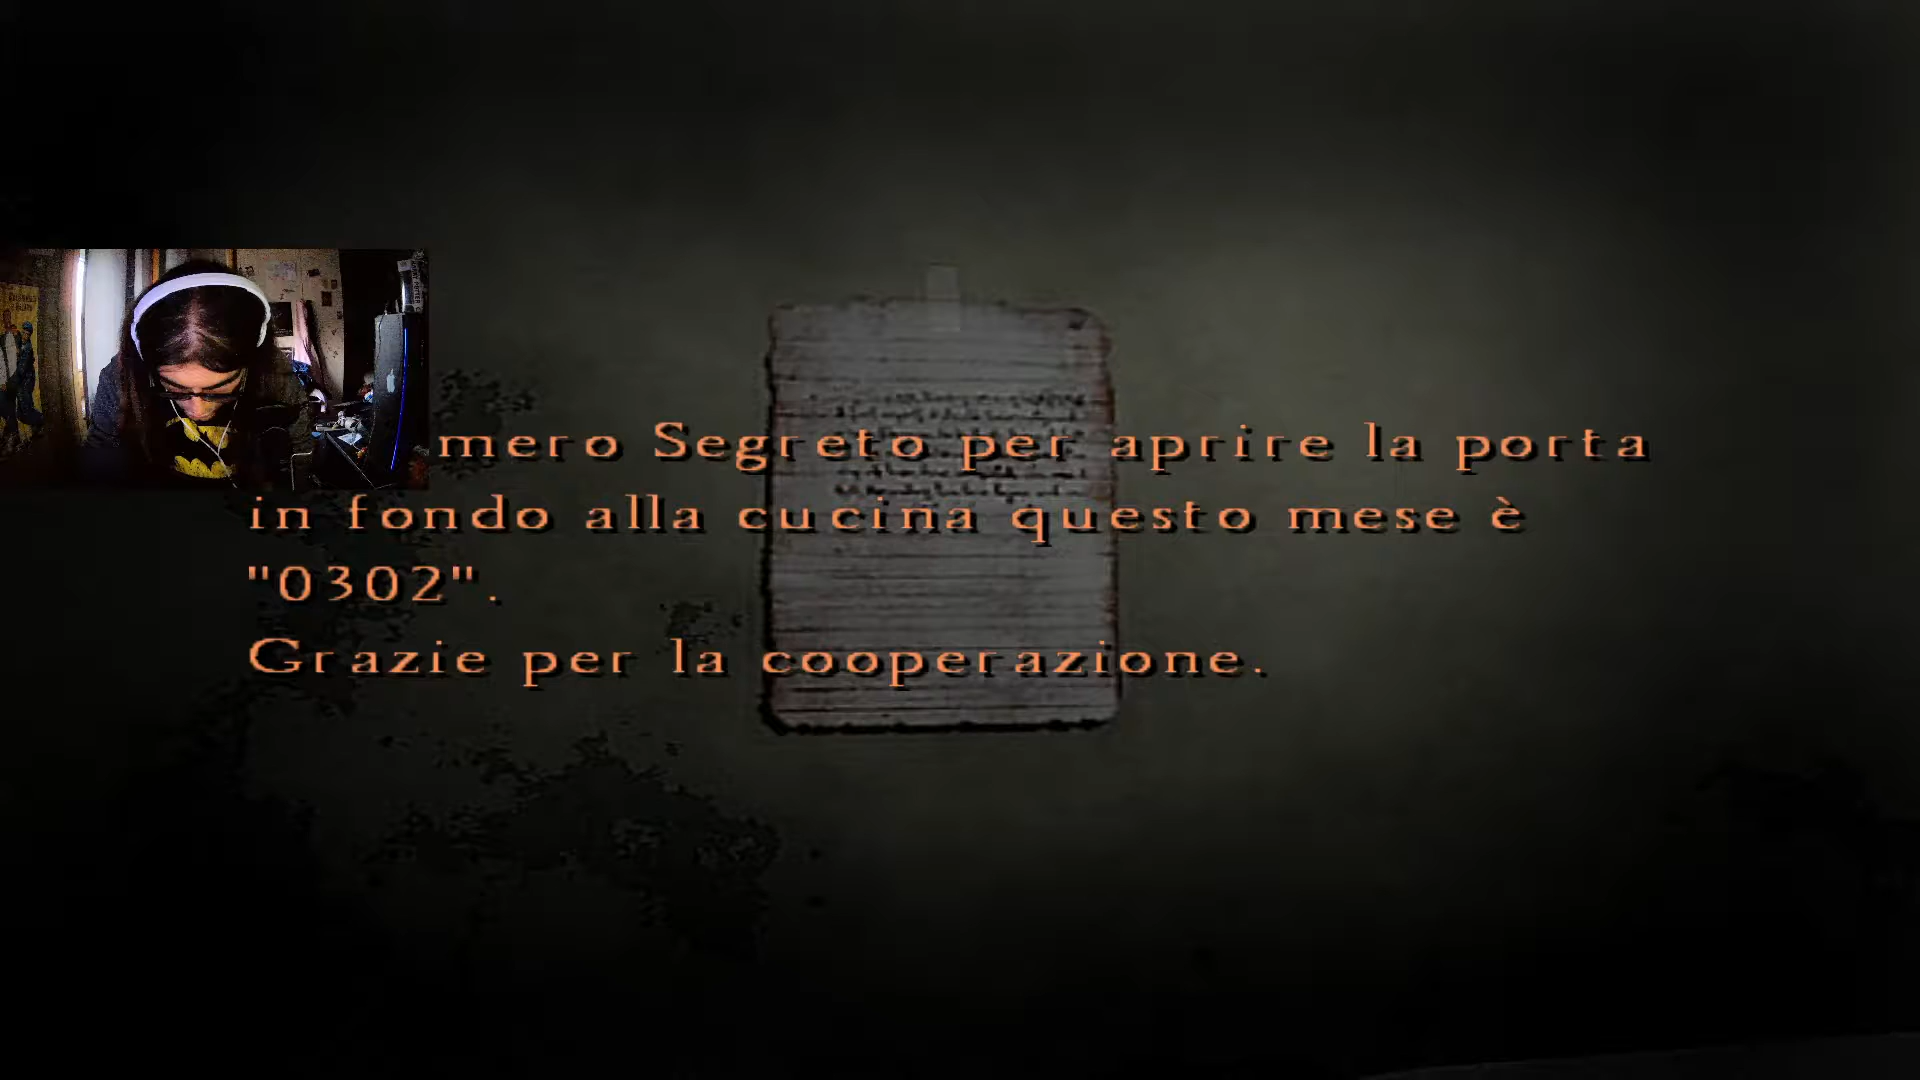 mero Segreto per aprire la porta
in fondo alla cucina questo mese è
"0302".
Grazie per la cooperazione.